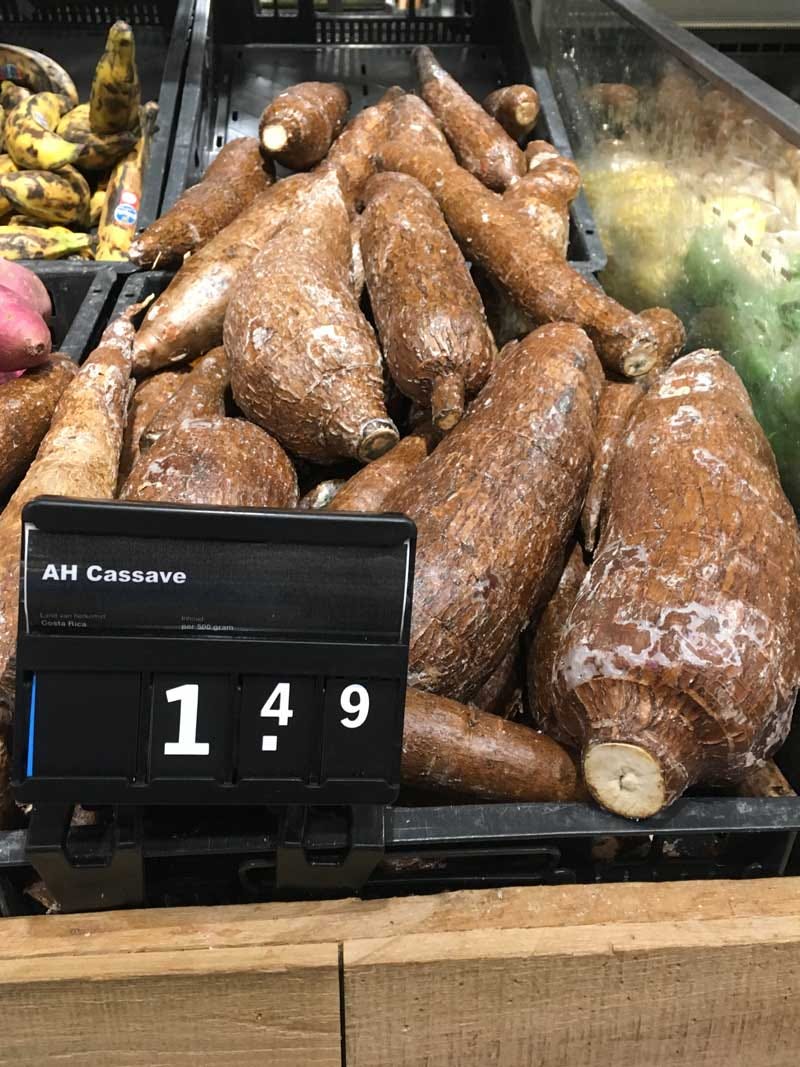 AH Cassave
Land van herkomst Inhoud
Costa Rica per 500 gram
1.49